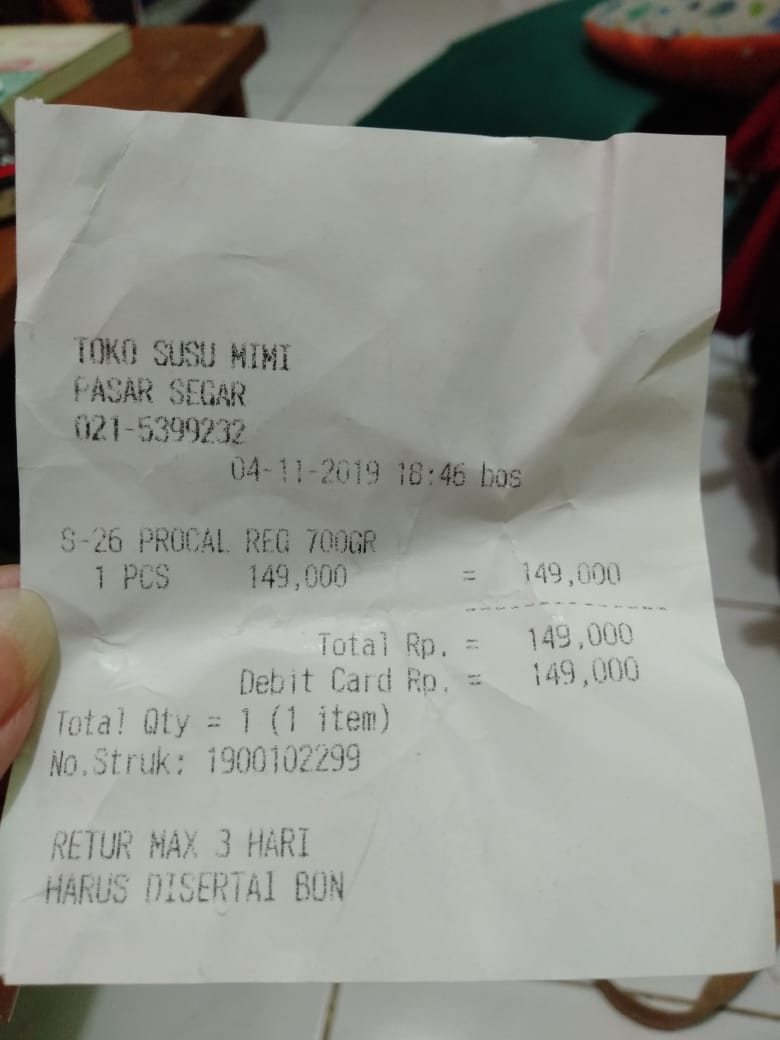 TOKO SUSU MIMI
PASAR SEGAR
021-5399232
04-11-2019 18:46 bos
S-26 PROCAL REG 700GR
1 PCS 149,000 = 149,000
Total Rp. = 149,000
Debit Card Rp. = 149,000
Total Qty = 1 (1 item)
No.Struk: 1900102299
RETUR MAX 3 HARI
HARUS DISERTAI BON